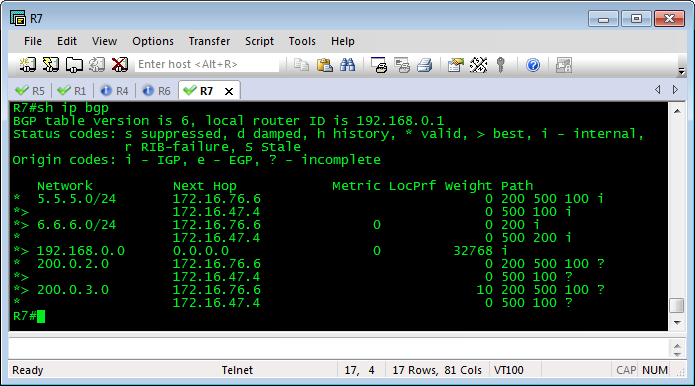 R7
File Edit View Options Transfer Script Tools Help
Enter host <Alt+R>
R5 R1 R4 R6 R7
R7#sh ip bgp
BGP table version is 6, local router ID is 192.168.0.1
Status codes: s suppressed, d damped, h history, * valid, > best, i - internal,
              r RIB-failure, S Stale
Origin codes: i - IGP, e - EGP, ? - incomplete
   Network          Next Hop            Metric LocPrf Weight Path
*  5.5.5.0/24       172.16.76.6                            0 200 500 100 i
*>                  172.16.47.4                            0 500 100 i
*> 6.6.6.0/24       172.16.76.6              0             0 200 i
*                   172.16.47.4                            0 500 200 i
*> 192.168.0.0      0.0.0.0                  0         32768 i
*  200.0.2.0        172.16.76.6                            0 200 500 100 ?
*>                  172.16.47.4                            0 500 100 ?
*> 200.0.3.0        172.16.76.6                           10 200 500 100 ?
*                   172.16.47.4                            0 500 100 ?
R7#
Ready Telnet 17, 4 17 Rows, 81 Cols VT100 CAP NUM